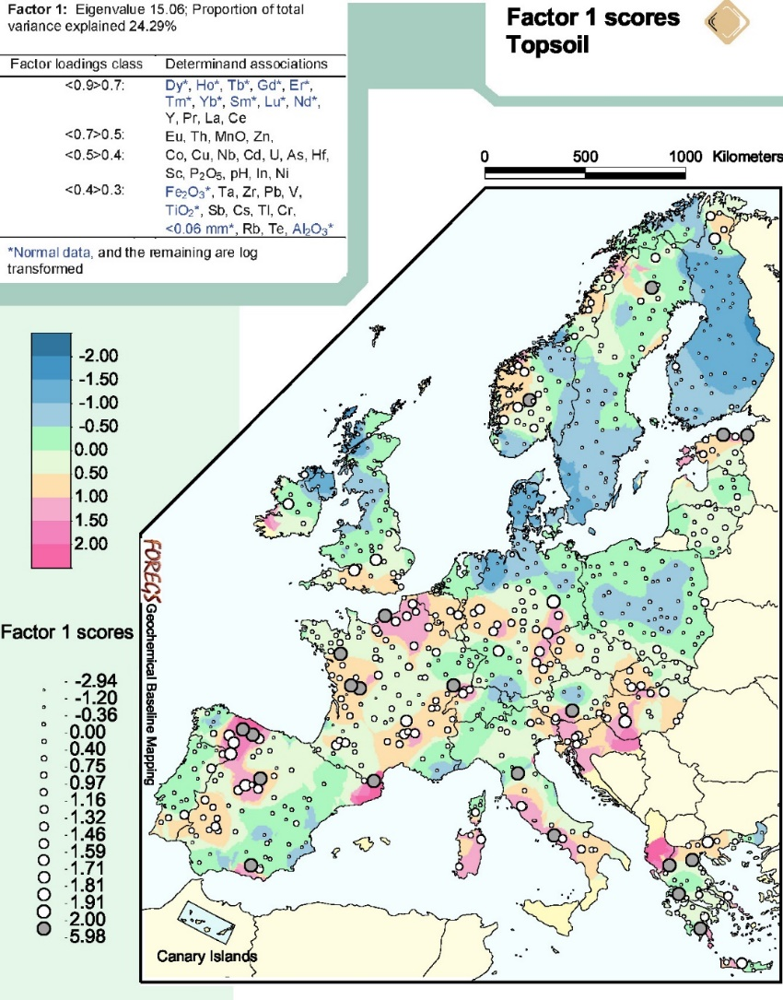 Factor 1: Eigenvalue 15.06; Proportion of total
variance explained 24.29%
Factor loadings class Determinand associations
<0.9>0.7: Dy*, Ho*, Tb*, Gd*, Er*,
Tm*, Yb*, Sm*, Lu*, Nd*,
Y, Pr, La, Ce
<0.7>0.5: Eu, Th, MnO, Zn,
<0.5>0.4: Co, Cu, Nb, Cd, U, As, Hf,
Sc, P₂O₅, pH, In, Ni
<0.4>0.3: Fe₂O₃*, Ta, Zr, Pb, V,
TiO₂*, Sb, Cs, Tl, Cr,
<0.06 mm*, Rb, Te, Al₂O₃*
*Normal data, and the remaining are log
transformed
Factor 1 scores
Topsoil
0 500 1000 Kilometers
-2.00
-1.50
-1.00
-0.50
0.00
0.50
1.00
1.50
2.00
Factor 1 scores
- -2.94
- -1.20
- -0.36
- 0.00
- 0.40
- 0.75
- 0.97
- 1.16
- 1.32
- 1.46
- 1.59
- 1.71
- 1.81
- 1.91
- 2.00
- 5.98
FOREGS Geochemical Baseline Mapping
Canary Islands